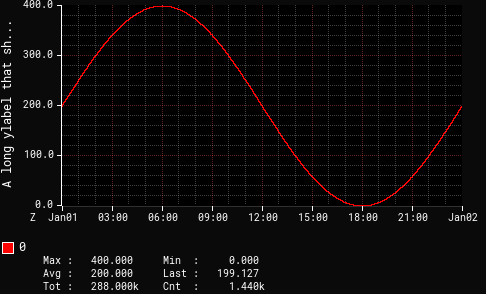 A long ylabel that sh...
400.0
300.0
200.0
100.0
0.0
Z Jan01 03:00 06:00 09:00 12:00 15:00 18:00 21:00 Jan02
0
Max : 400.000 Min : 0.000
Avg : 200.000 Last : 199.127
Tot : 288.000k Cnt : 1.440k